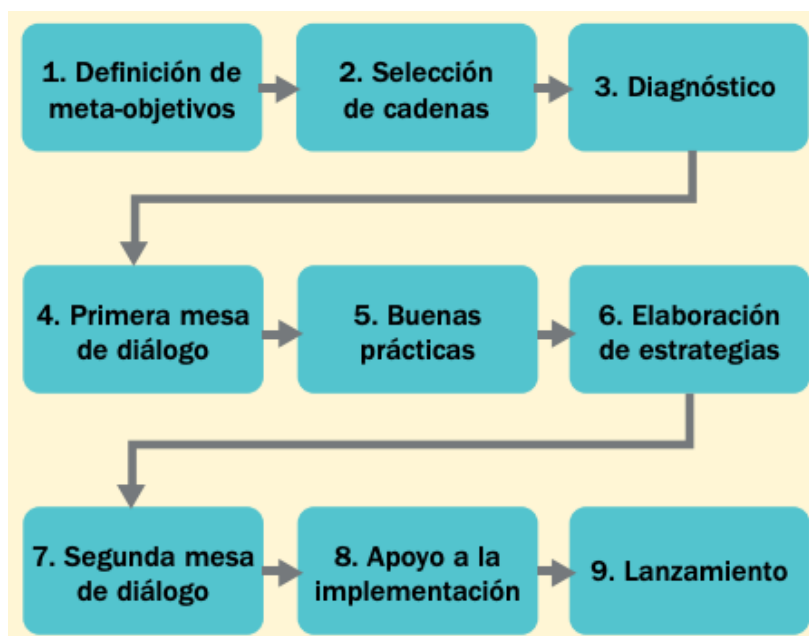 1. Definición de
meta-objetivos
2. Selección
de cadenas
3. Diagnóstico
4. Primera mesa
de diálogo
5. Buenas
prácticas
6. Elaboración
de estrategias
7. Segunda mesa
de diálogo
8. Apoyo a la
implementación
9. Lanzamiento